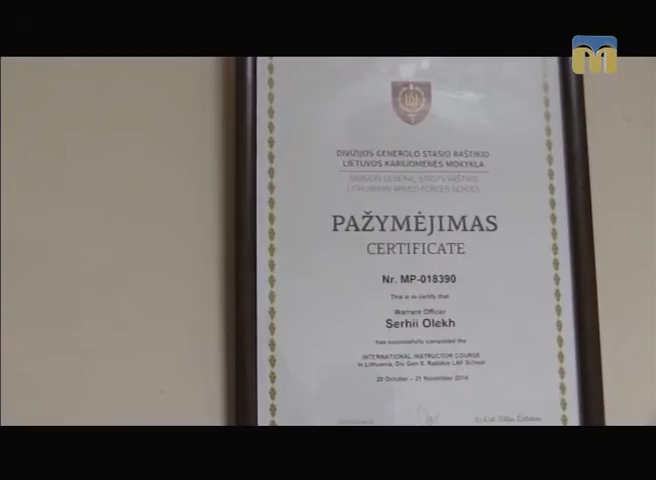 DIVIZIJOS GENEROLO STASIO RAŠTIKIO
LIETUVOS KARIUOMENĖS MOKYKLA
DIVISION GENERAL STASYS RAŠTIKIS
LITHUANIAN ARMED FORCES SCHOOL
PAŽYMĖJIMAS
CERTIFICATE
Nr. MP-018390
This is to certify that
Warrant Officer
Serhii Olekh
has successfully completed the
INTERNATIONAL INSTRUCTOR COURSE
in Lithuania, Div Gen S. Raštikis LAF School
20 October - 21 November 2014